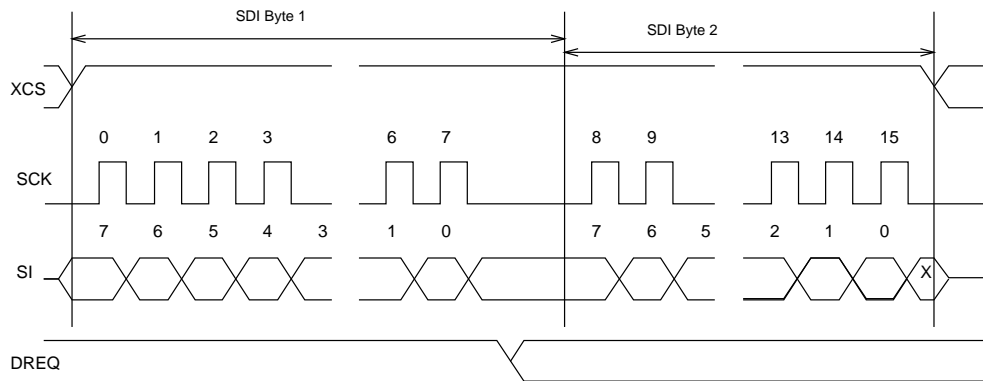 SDI Byte 1
SDI Byte 2
XCS
0 1 2 3 6 7 8 9 13 14 15
SCK
7 6 5 4 3 1 0 7 6 5 2 1 0
SI X
DREQ